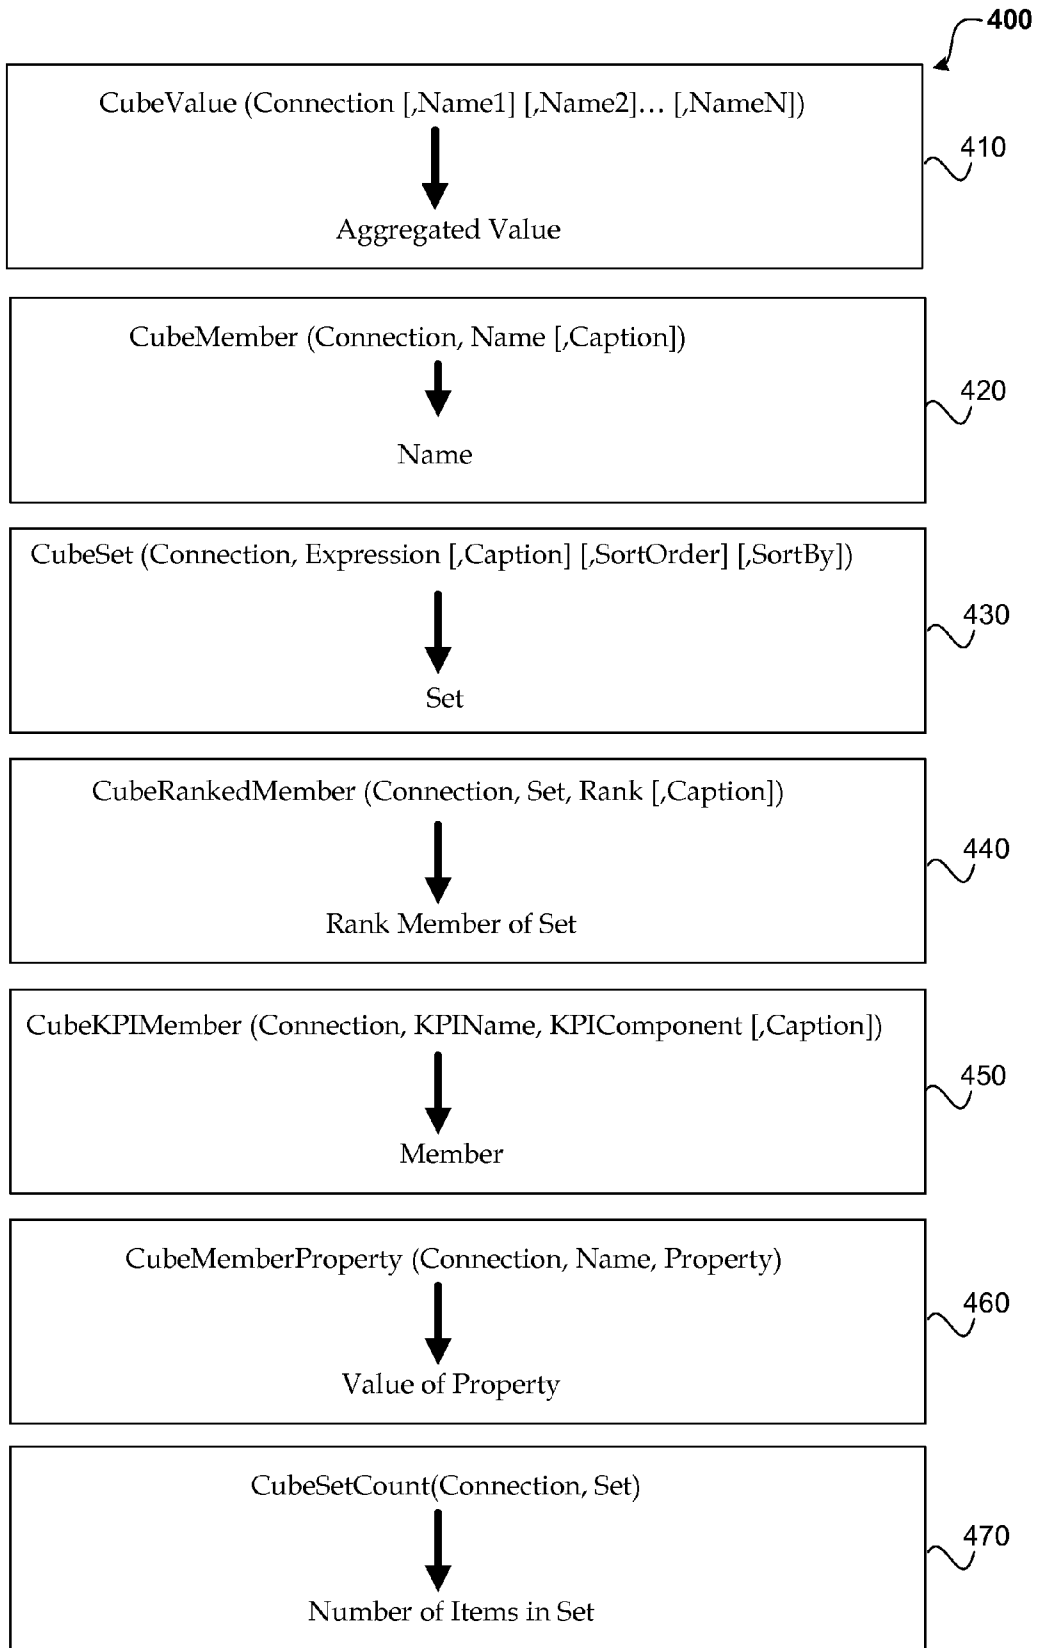 400
CubeValue (Connection [,Name1] [,Name2]... [,NameN])
410
Aggregated Value
CubeMember (Connection, Name [,Caption])
420
Name
CubeSet (Connection, Expression [,Caption] [,SortOrder] [,SortBy])
430
Set
CubeRankedMember (Connection, Set, Rank [,Caption])
440
Rank Member of Set
CubeKPIMember (Connection, KPIName, KPIComponent [,Caption])
450
Member
CubeMemberProperty (Connection, Name, Property)
460
Value of Property
CubeSetCount(Connection, Set)
470
Number of Items in Set